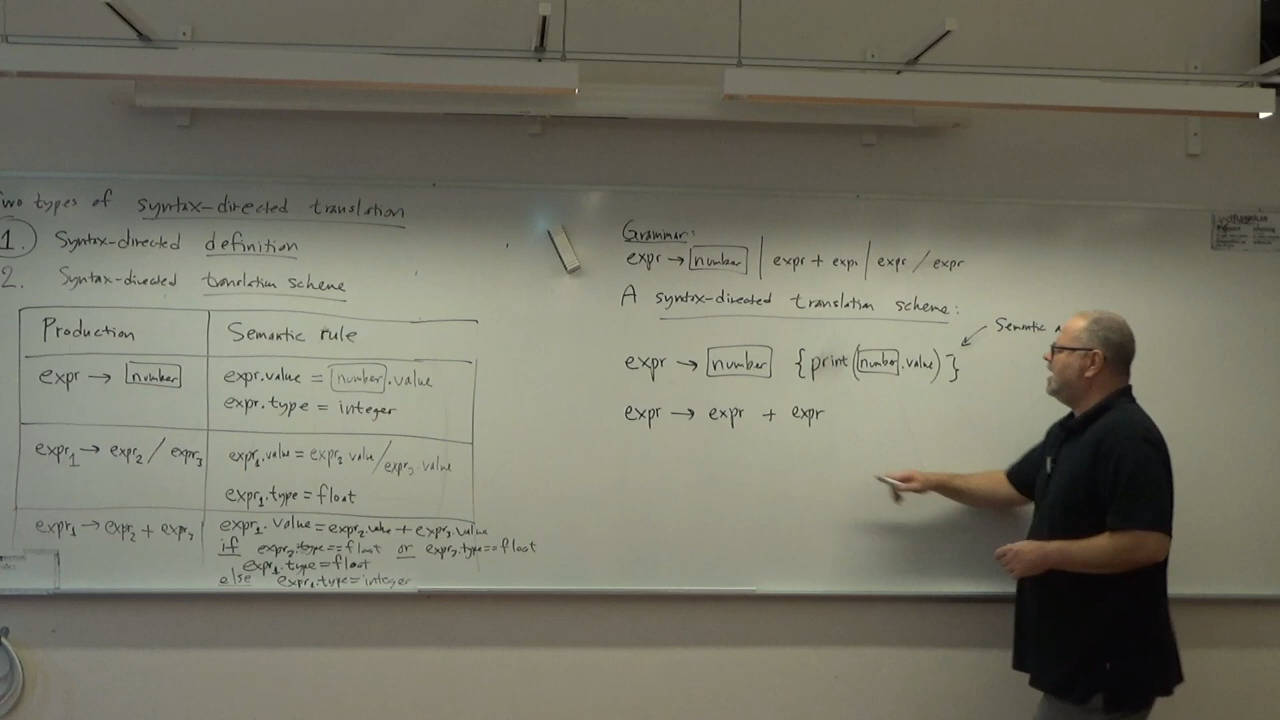 wo types of syntax-directed translation
1. Syntax-directed definition
2. Syntax-directed translation scheme
Production Semantic rule
expr → number expr.value = number.value
expr.type = integer
expr1 → expr2 / expr3 expr1.value = expr2.value / expr3.value
expr1.type = float
expr1 → expr2 + expr3 expr1.value = expr2.value + expr3.value
if expr2.type == float or expr3.type == float
expr1.type = float
else expr1.type = integer
Grammar:
expr → number | expr + expr | expr / expr
A syntax-directed translation scheme:
Semantic a
expr → number {print(number.value)}
expr → expr + expr